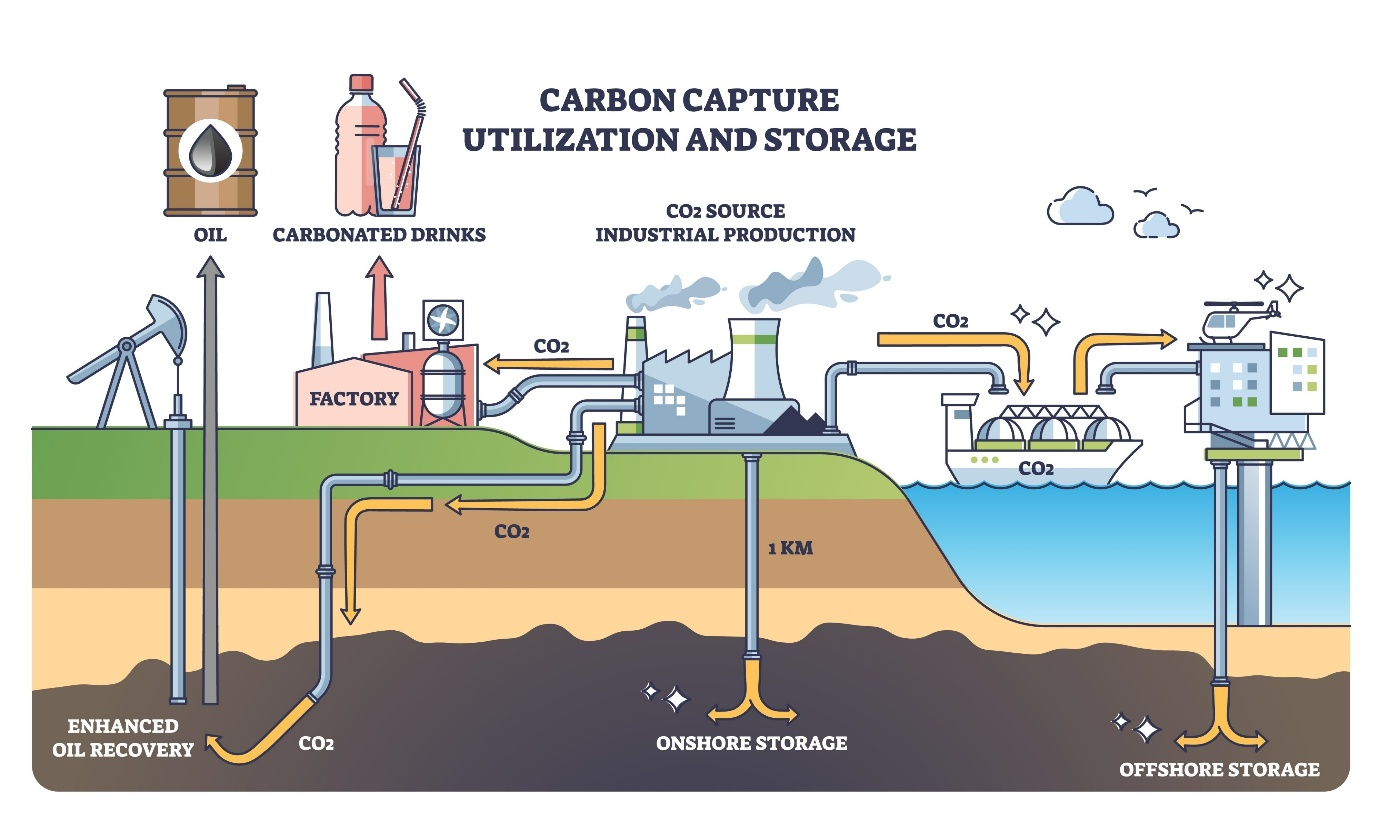 CARBON CAPTURE
UTILIZATION AND STORAGE
OIL
CARBONATED DRINKS
CO2 SOURCE
INDUSTRIAL PRODUCTION
CO2
CO2
FACTORY
CO2
CO2
1 KM
ENHANCED
OIL RECOVERY
CO2
ONSHORE STORAGE
OFFSHORE STORAGE